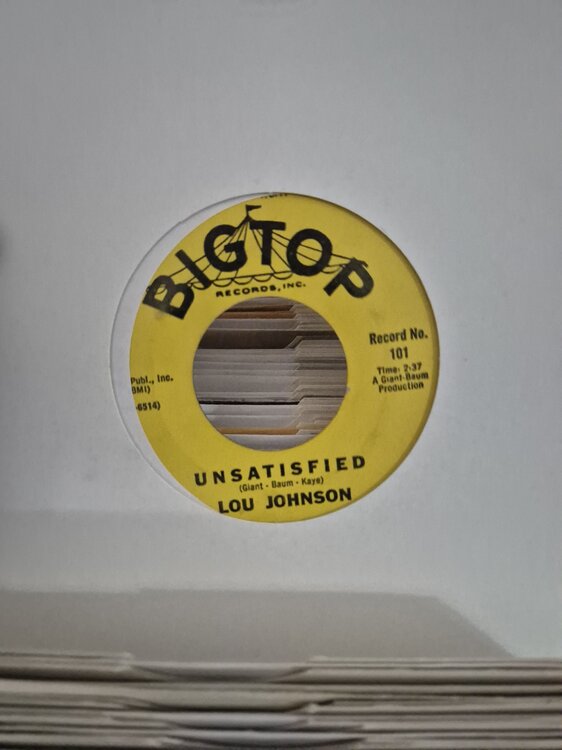 BIGTOP
RECORDS, INC.
Record No.
101
Time: 2-37
A Giant-Baum
Production
Publ., Inc.
BMI)
-6514)
UNSATISFIED
(Giant - Baum - Kaye)
LOU JOHNSON